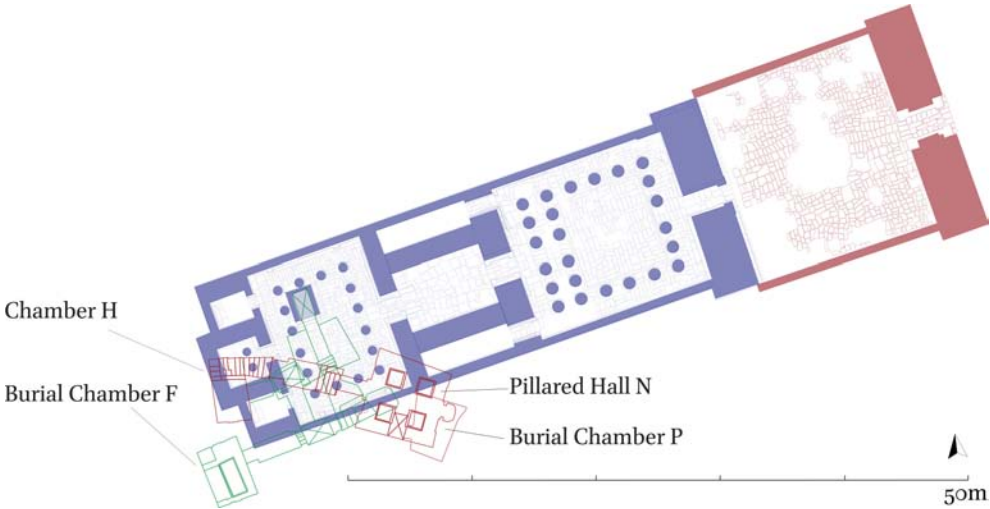 Chamber H
Burial Chamber F
Pillared Hall N
Burial Chamber P
50m